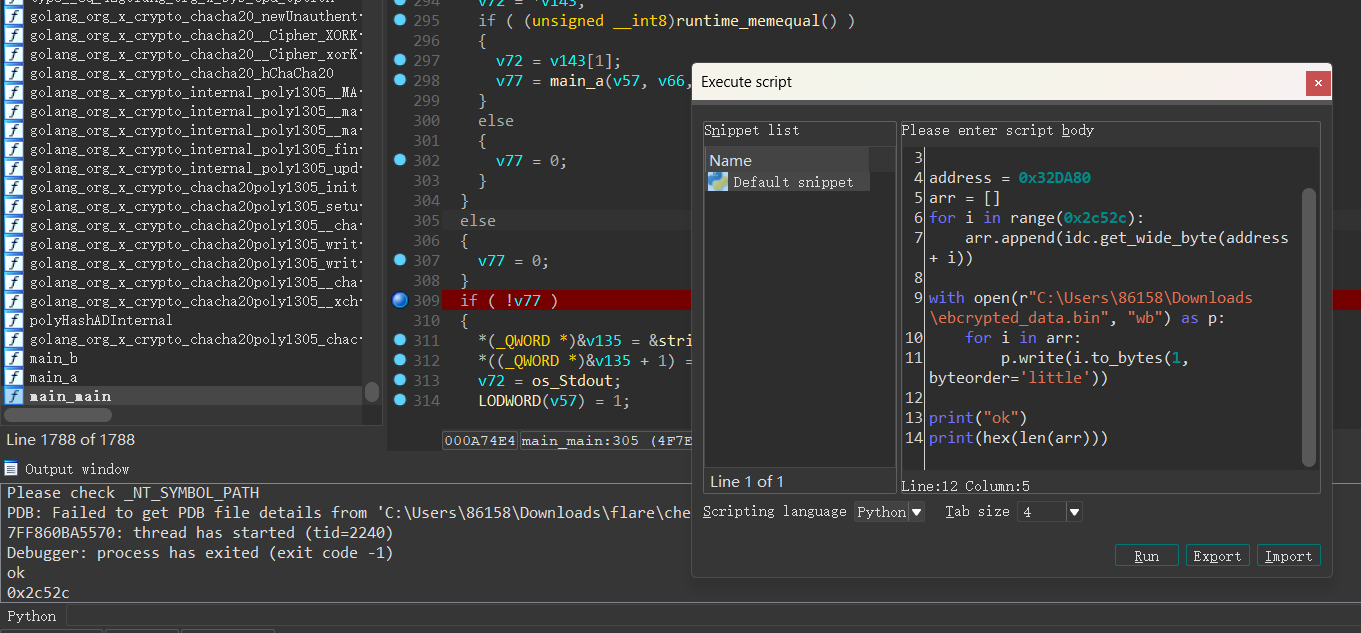 golang_org_x_crypto_chacha20_newUnauthent
golang_org_x_crypto_chacha20__Cipher_XORK
golang_org_x_crypto_chacha20__Cipher_xorK
golang_org_x_crypto_chacha20_hChaCha20
golang_org_x_crypto_internal_poly1305__MA
golang_org_x_crypto_internal_poly1305__ma
golang_org_x_crypto_internal_poly1305__ma
golang_org_x_crypto_internal_poly1305_fin
golang_org_x_crypto_internal_poly1305_upd
golang_org_x_crypto_chacha20poly1305_init
golang_org_x_crypto_chacha20poly1305_setu
golang_org_x_crypto_chacha20poly1305__cha
golang_org_x_crypto_chacha20poly1305_writ
golang_org_x_crypto_chacha20poly1305_writ
golang_org_x_crypto_chacha20poly1305__cha
golang_org_x_crypto_chacha20poly1305__xch
polyHashADInternal
golang_org_x_crypto_chacha20poly1305_chac
main_b
main_a
main_main
Line 1788 of 1788
294 v72 = *v143;
295 if ( (unsigned __int8)runtime_memequal() )
296 {
297 v72 = v143[1];
298 v77 = main_a(v57, v66,
299 }
300 else
301 {
302 v77 = 0;
303 }
304 }
305 else
306 {
307 v77 = 0;
308 }
309 if ( !v77 )
310 {
311 *(_QWORD *)&v135 = &stri
312 *((_QWORD *)&v135 + 1) =
313 v72 = os_Stdout;
314 LODWORD(v57) = 1;
000A74E4 main_main:305 (4F7E
Execute script
×
Snippet list
Name
Default snippet
Line 1 of 1
Please enter script body
3
4 address = 0x32DA80
5 arr = []
6 for i in range(0x2c52c):
7 arr.append(idc.get_wide_byte(address
+ i))
8
9 with open(r"C:\Users\86158\Downloads
\ebcrypted_data.bin", "wb") as p:
10 for i in arr:
11 p.write(i.to_bytes(1,
byteorder='little'))
12
13 print("ok")
14 print(hex(len(arr)))
Line:12 Column:5
Scripting language Python Tab size 4
Run Export Import
Output window
Please check _NT_SYMBOL_PATH
PDB: Failed to get PDB file details from 'C:\Users\86158\Downloads\flare\che
7FF860BA5570: thread has started (tid=2240)
Debugger: process has exited (exit code -1)
ok
0x2c52c
Python